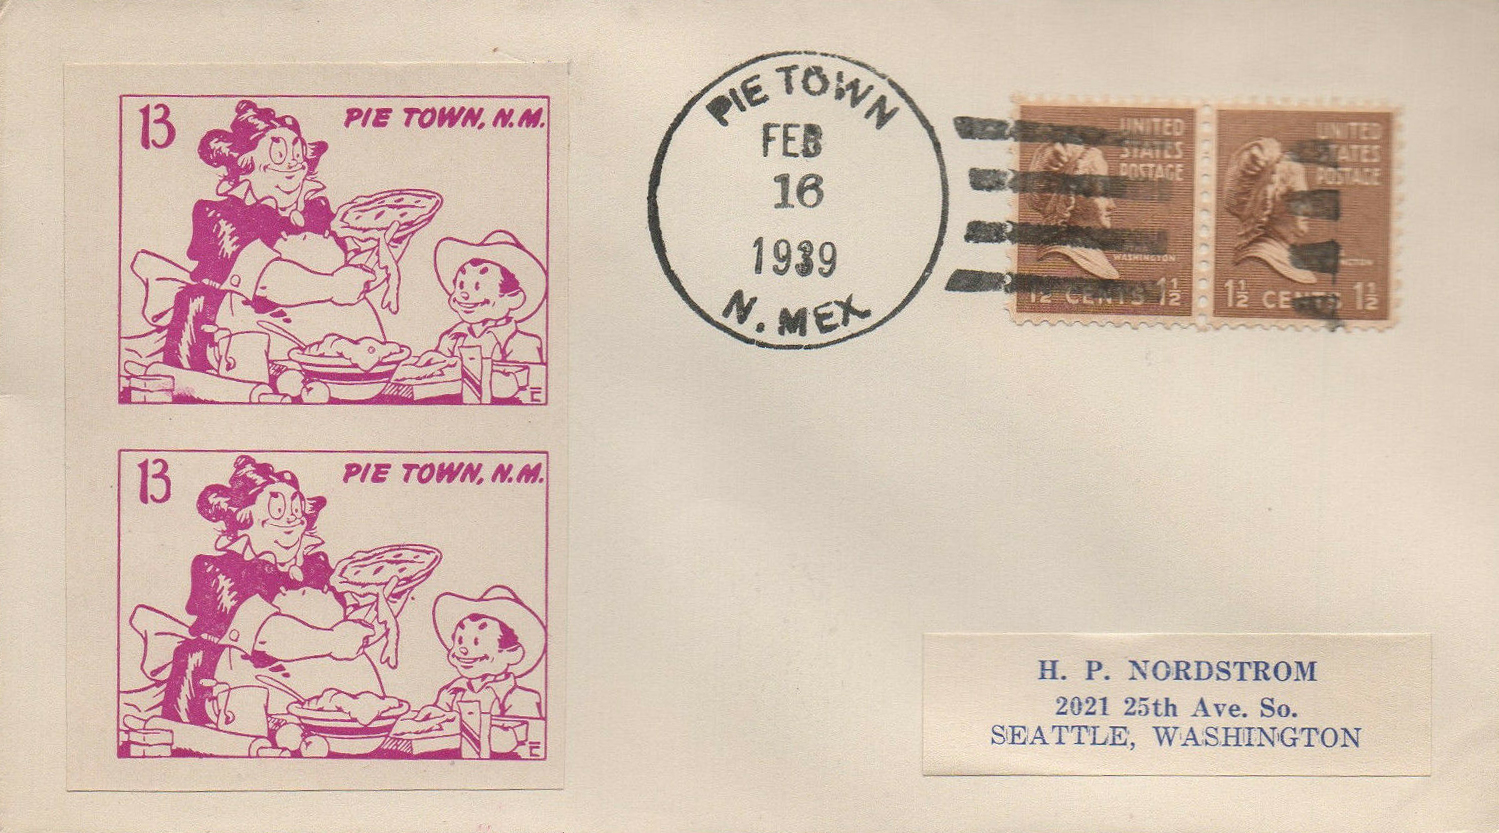 13
PIE TOWN, N.M.
13
PIE TOWN, N.M.
PIE TOWN
FEB
16
1939
N. MEX
UNITED
STATES
POSTAGE
WASHINGTON
1½ CENTS 1½
UNITED
STATES
POSTAGE
1½ CENTS 1½
H. P. NORDSTROM
2021 25th Ave. So.
SEATTLE, WASHINGTON